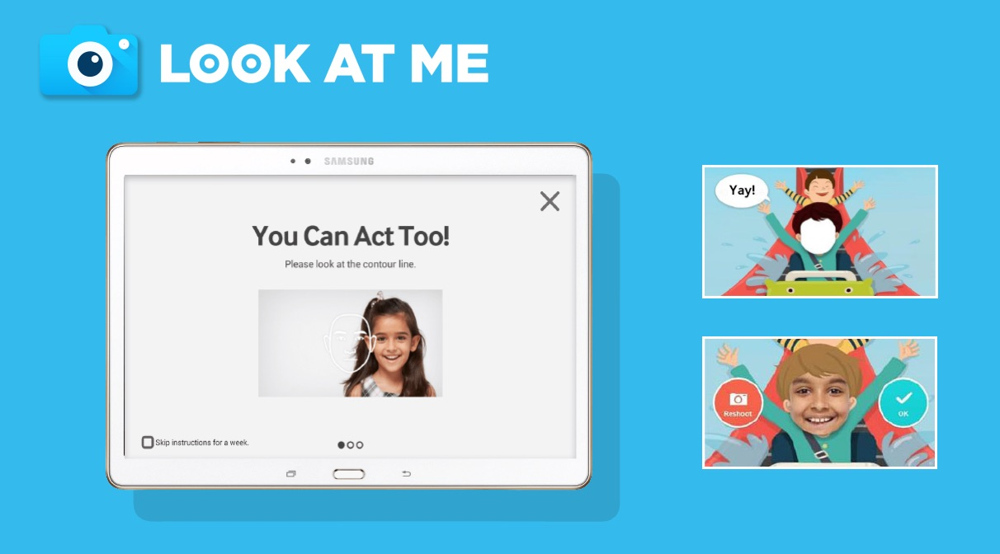 LOOK AT ME
SAMSUNG
You Can Act Too!
Please look at the contour line.
Skip instructions for a week.
Yay!
Reshoot
OK